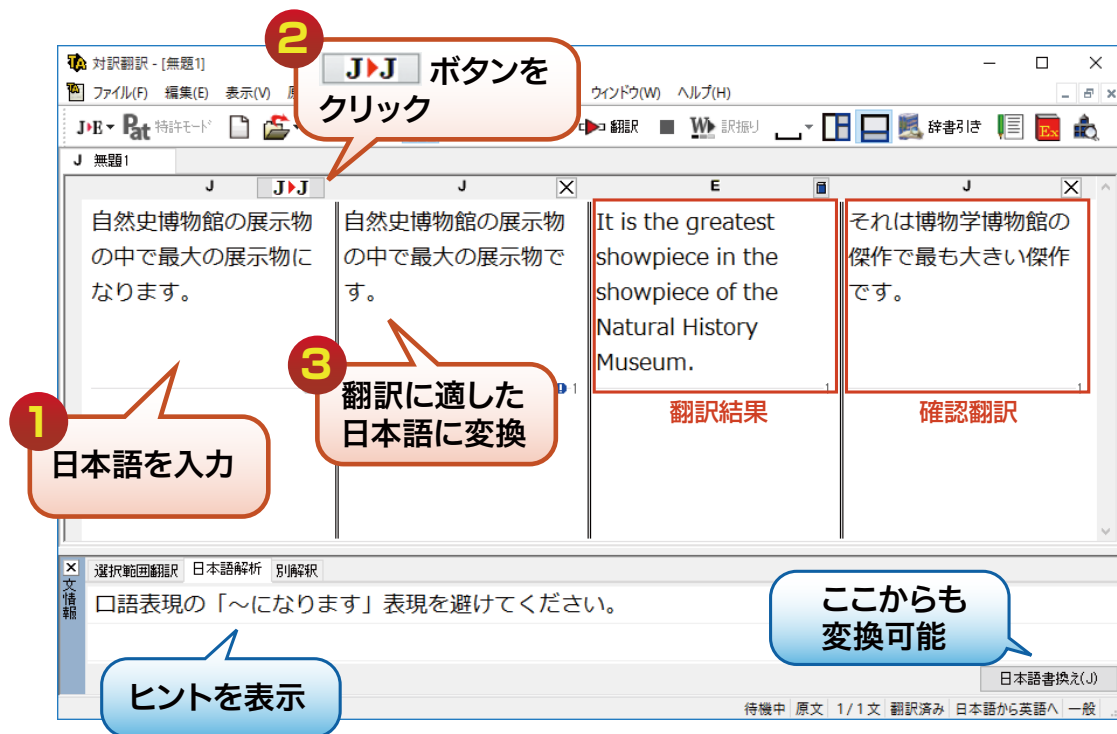 2
J▶J ボタンを
クリック
対訳翻訳 - [無題1]
ファイル(F) 編集(E) 表示(V) ウィンドウ(W) ヘルプ(H)
J▶E Pat 特許モード 翻訳 W 訳振り 辞書引き Ex
J 無題1
J J▶J J E J
自然史博物館の展示物
の中で最大の展示物に
なります。
自然史博物館の展示物
の中で最大の展示物で
す。
1
It is the greatest
showpiece in the
showpiece of the
Natural History
Museum.
1
それは博物学博物館の
傑作で最も大きい傑作
です。
1
翻訳結果
確認翻訳
1
日本語を入力
3
翻訳に適した
日本語に変換
文情報
選択範囲翻訳 日本語解析 別解釈
口語表現の「～になります」表現を避けてください。
ヒントを表示
ここからも
変換可能
日本語書換え(J)
待機中 原文 1/1文 翻訳済み 日本語から英語へ 一般